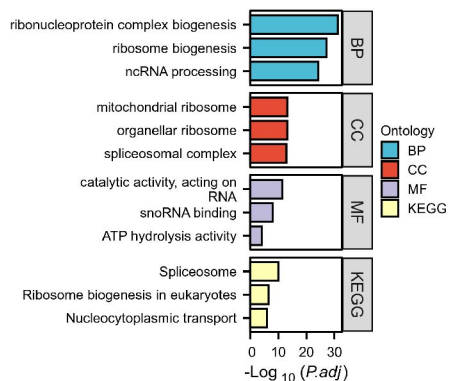 ribonucleoprotein complex biogenesis
ribosome biogenesis
ncRNA processing
BP
mitochondrial ribosome
organellar ribosome
spliceosomal complex
CC
catalytic activity, acting on
RNA
snoRNA binding
ATP hydrolysis activity
MF
Spliceosome
Ribosome biogenesis in eukaryotes
Nucleocytoplasmic transport
KEGG
0 10 20 30
-Log 10 (P.adj)
Ontology
BP
CC
MF
KEGG